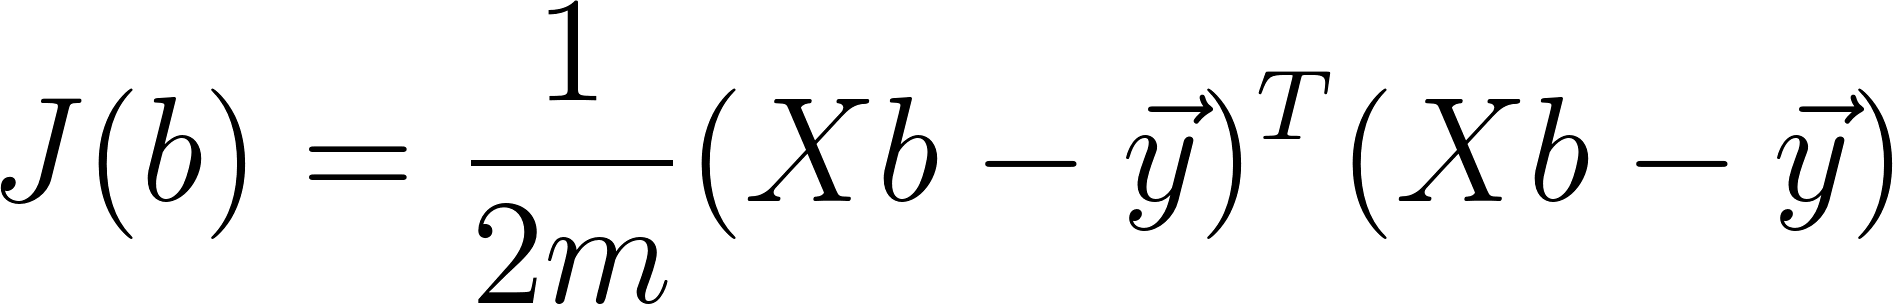 J(b) = \frac{1}{2m}(Xb - \vec{y})^T(Xb - \vec{y})